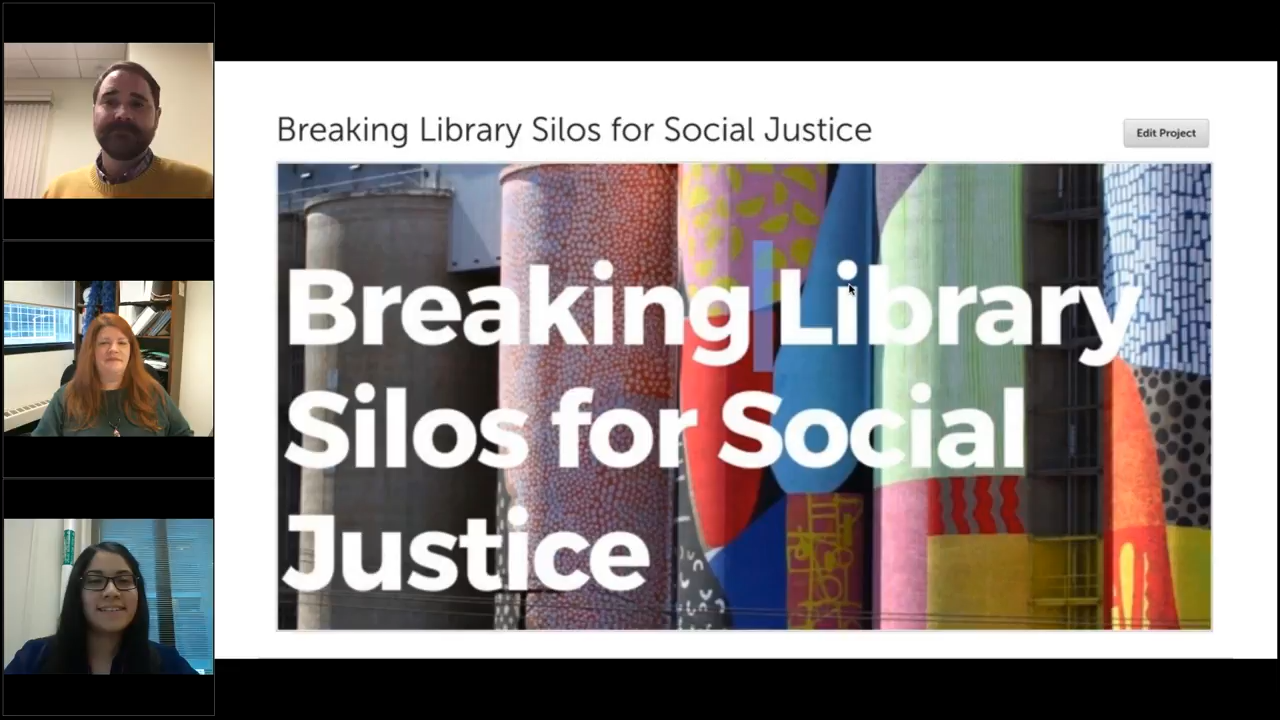 Breaking Library Silos for Social Justice
Edit Project
Breaking Library
Silos for Social
Justice